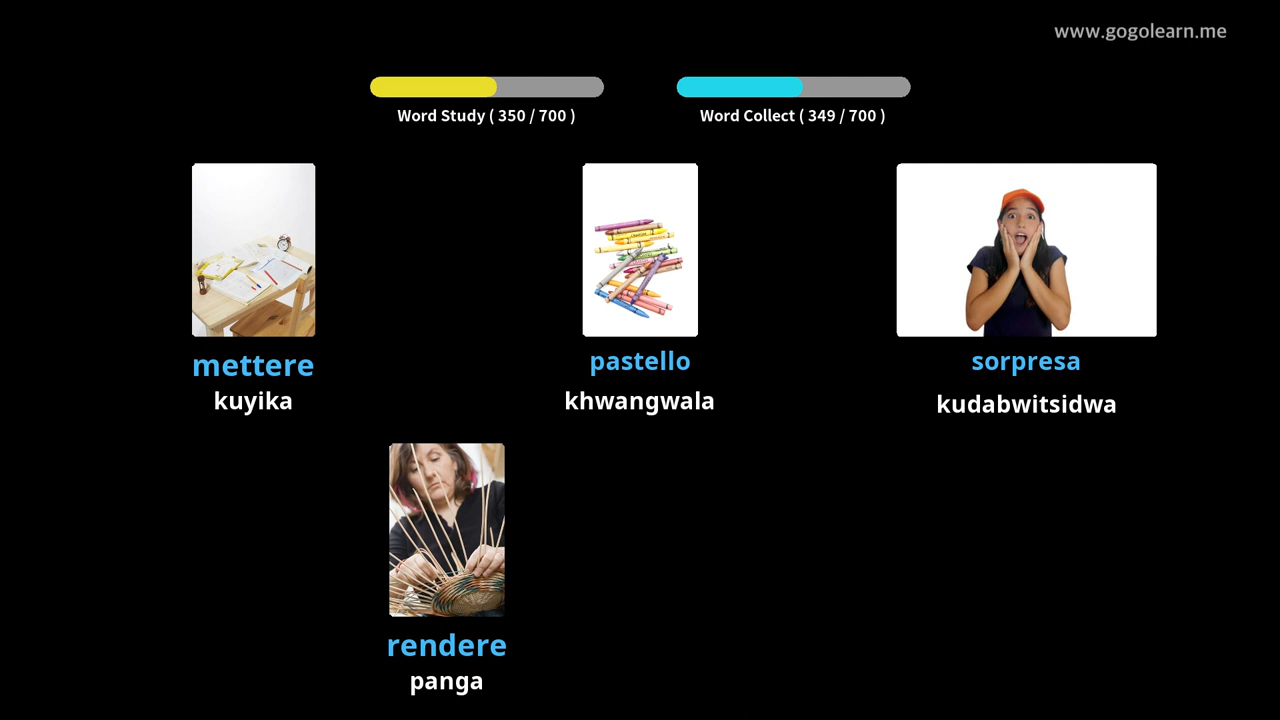 www.gogolearn.me
Word Study ( 350 / 700 )
Word Collect ( 349 / 700 )
mettere
kuyika
pastello
khwangwala
sorpresa
kudabwitsidwa
rendere
panga